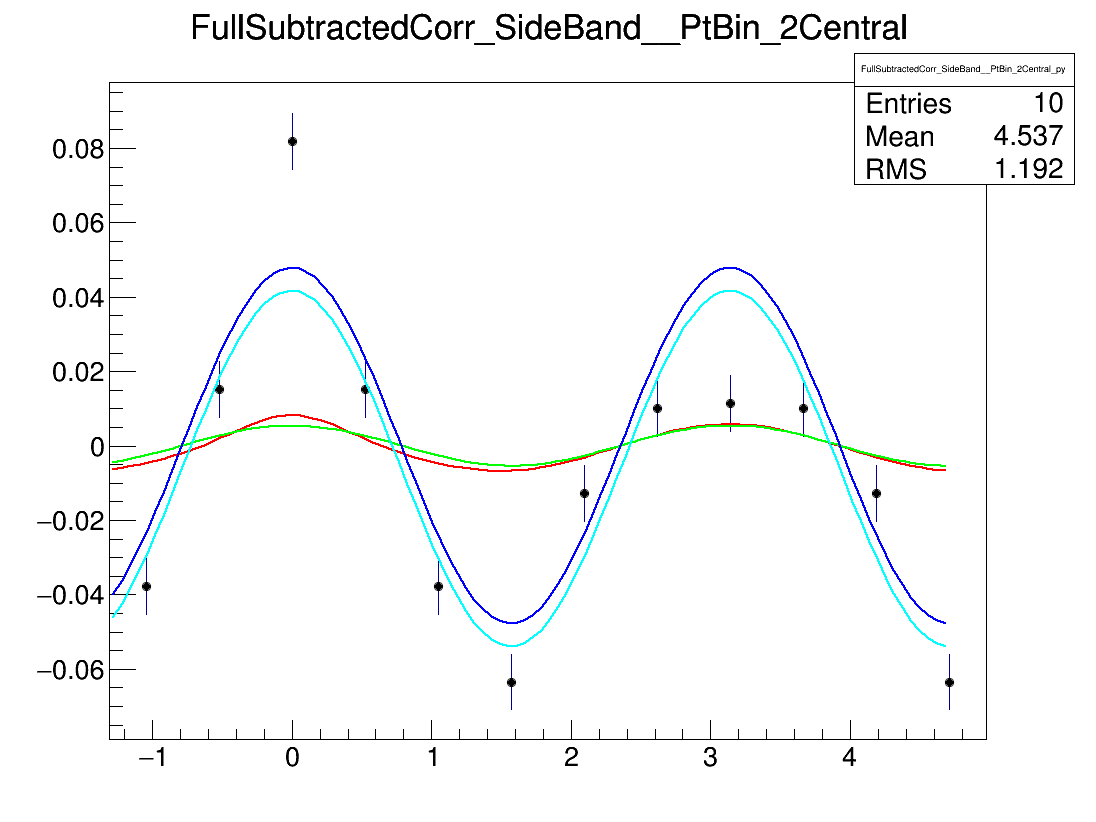 FullSubtractedCorr_SideBand__PtBin_2Central
FullSubtractedCorr_SideBand__PtBin_2Central_py
Entries 10
Mean 4.537
RMS 1.192
0.08
0.06
0.04
0.02
0
−0.02
−0.04
−0.06
−1 0 1 2 3 4